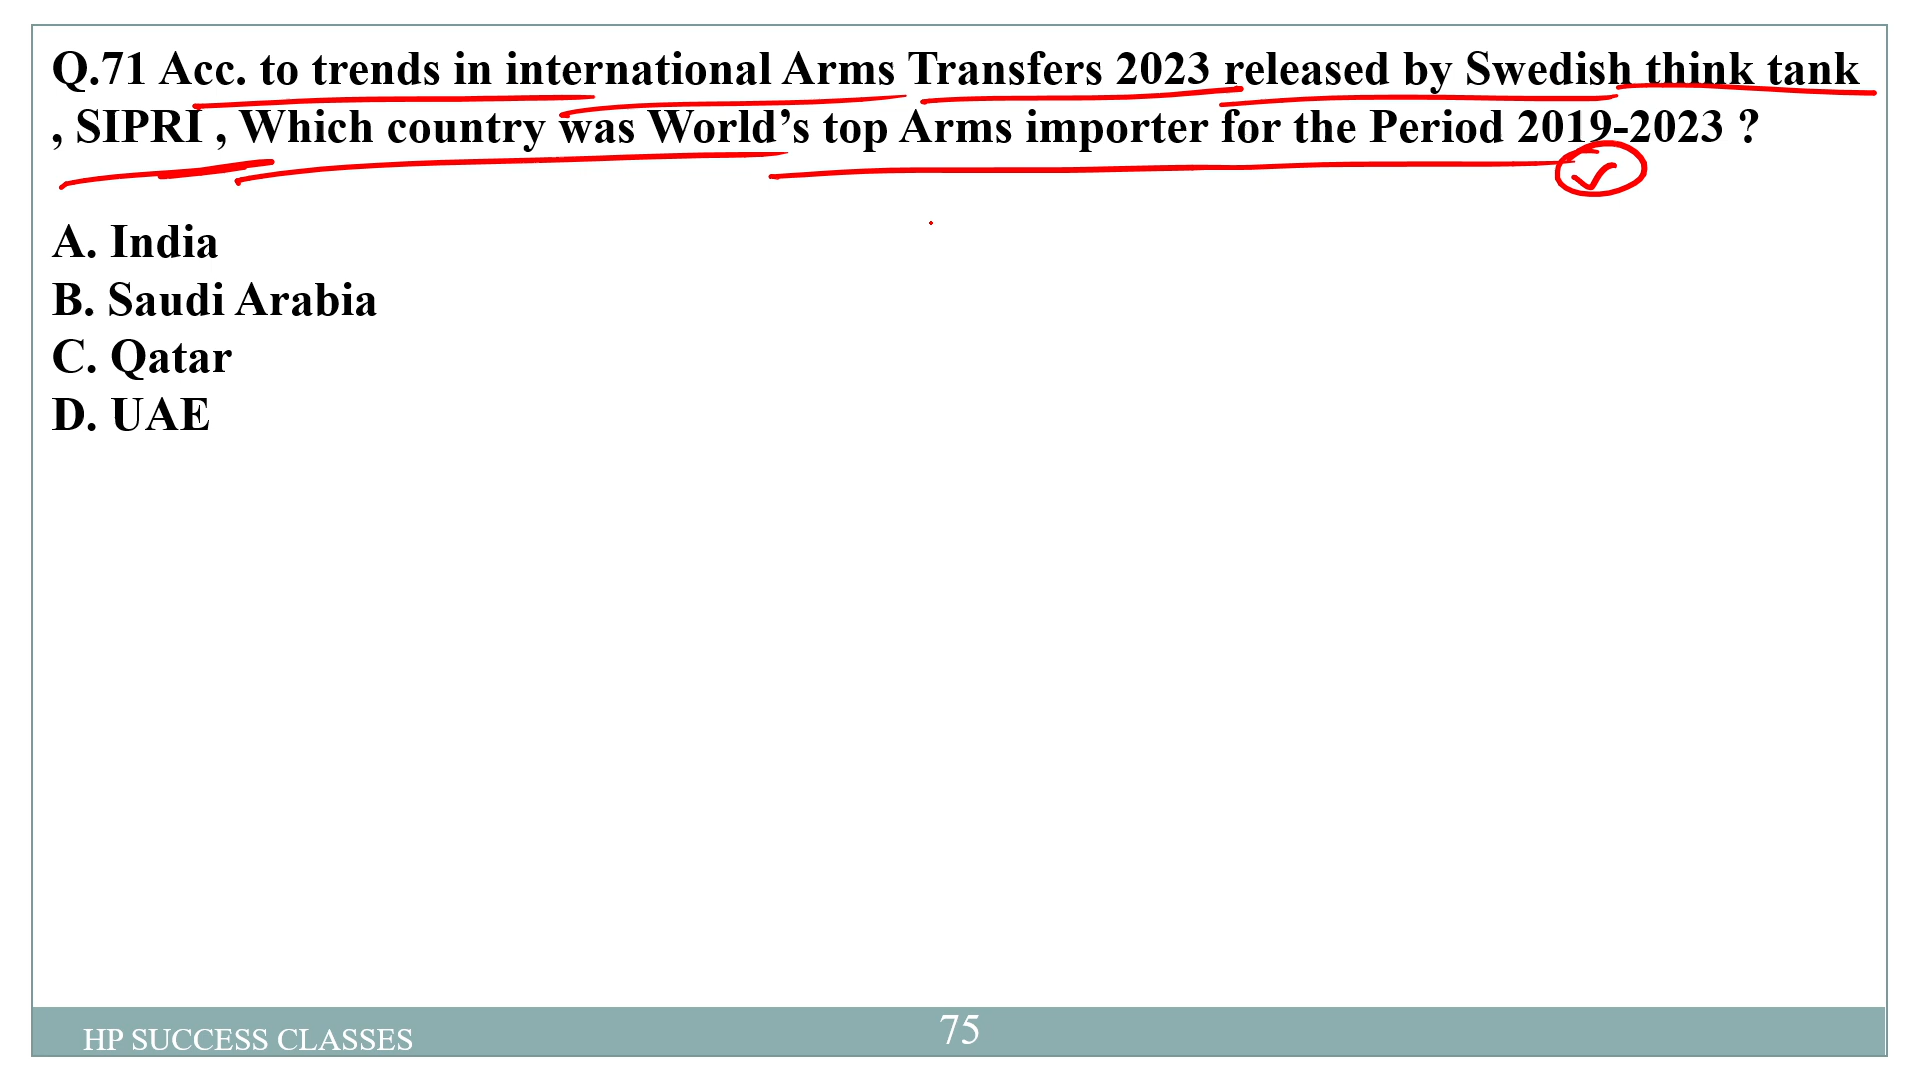 Q.71 Acc. to trends in international Arms Transfers 2023 released by Swedish think tank
, SIPRI , Which country was World’s top Arms importer for the Period 2019-2023 ?
A. India
B. Saudi Arabia
C. Qatar
D. UAE
HP SUCCESS CLASSES
75